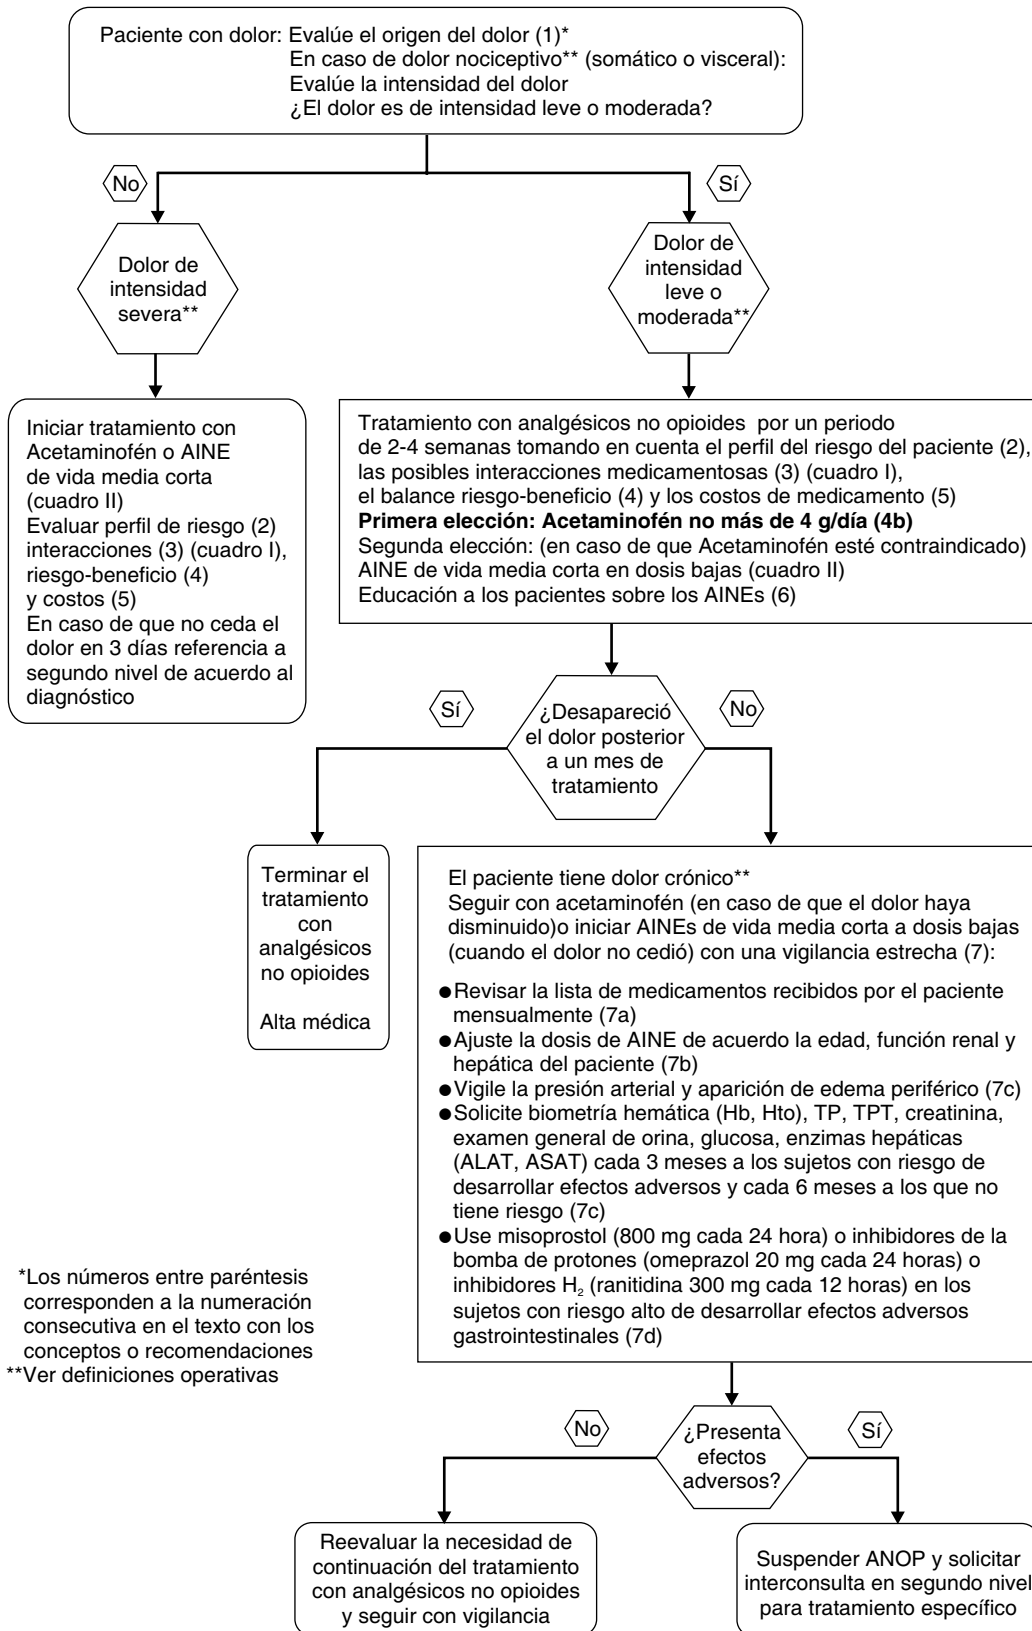 Paciente con dolor: Evalúe el origen del dolor (1)*
En caso de dolor nociceptivo** (somático o visceral):
Evalúe la intensidad del dolor
¿El dolor es de intensidad leve o moderada?
No
Sí
Dolor de
intensidad
severa**
Dolor de
intensidad
leve o
moderada**
Iniciar tratamiento con
Acetaminofén o AINE
de vida media corta
(cuadro II)
Evaluar perfil de riesgo (2)
interacciones (3) (cuadro I),
riesgo-beneficio (4)
y costos (5)
En caso de que no ceda el
dolor en 3 días referencia a
segundo nivel de acuerdo al
diagnóstico
Tratamiento con analgésicos no opioides por un periodo
de 2-4 semanas tomando en cuenta el perfil del riesgo del paciente (2),
las posibles interacciones medicamentosas (3) (cuadro I),
el balance riesgo-beneficio (4) y los costos de medicamento (5)
Primera elección: Acetaminofén no más de 4 g/día (4b)
Segunda elección: (en caso de que Acetaminofén esté contraindicado)
AINE de vida media corta en dosis bajas (cuadro II)
Educación a los pacientes sobre los AINEs (6)
Sí
¿Desapareció
el dolor posterior
a un mes de
tratamiento
No
Terminar el
tratamiento
con
analgésicos
no opioides
Alta médica
El paciente tiene dolor crónico**
Seguir con acetaminofén (en caso de que el dolor haya
disminuido)o iniciar AINEs de vida media corta a dosis bajas
(cuando el dolor no cedió) con una vigilancia estrecha (7):
●Revisar la lista de medicamentos recibidos por el paciente
mensualmente (7a)
●Ajuste la dosis de AINE de acuerdo la edad, función renal y
hepática del paciente (7b)
●Vigile la presión arterial y aparición de edema periférico (7c)
●Solicite biometría hemática (Hb, Hto), TP, TPT, creatinina,
examen general de orina, glucosa, enzimas hepáticas
(ALAT, ASAT) cada 3 meses a los sujetos con riesgo de
desarrollar efectos adversos y cada 6 meses a los que no
tiene riesgo (7c)
●Use misoprostol (800 mg cada 24 hora) o inhibidores de la
bomba de protones (omeprazol 20 mg cada 24 horas) o
inhibidores H₂ (ranitidina 300 mg cada 12 horas) en los
sujetos con riesgo alto de desarrollar efectos adversos
gastrointestinales (7d)
*Los números entre paréntesis
corresponden a la numeración
consecutiva en el texto con los
conceptos o recomendaciones
**Ver definiciones operativas
No
¿Presenta
efectos
adversos?
Sí
Reevaluar la necesidad de
continuación del tratamiento
con analgésicos no opioides
y seguir con vigilancia
Suspender ANOP y solicitar
interconsulta en segundo nivel
para tratamiento específico